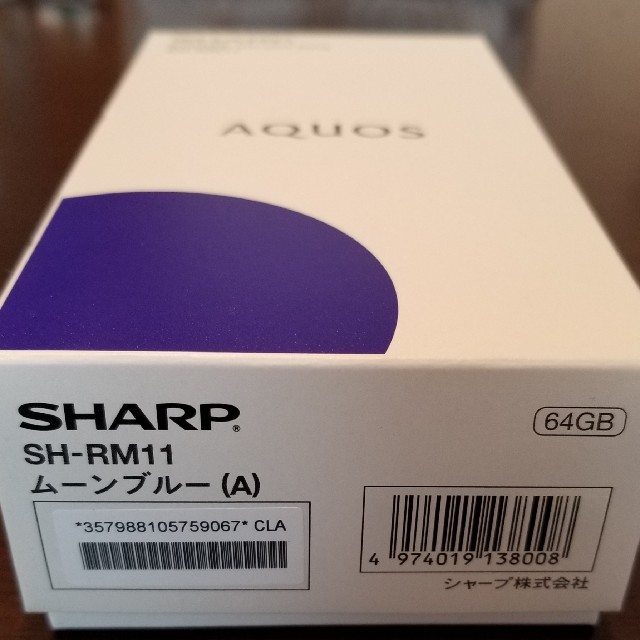 AQUOS
SHARP®
SH-RM11
ムーンブルー(A)
64GB
*357988105759067* CLA
4 974019 138008
シャープ株式会社